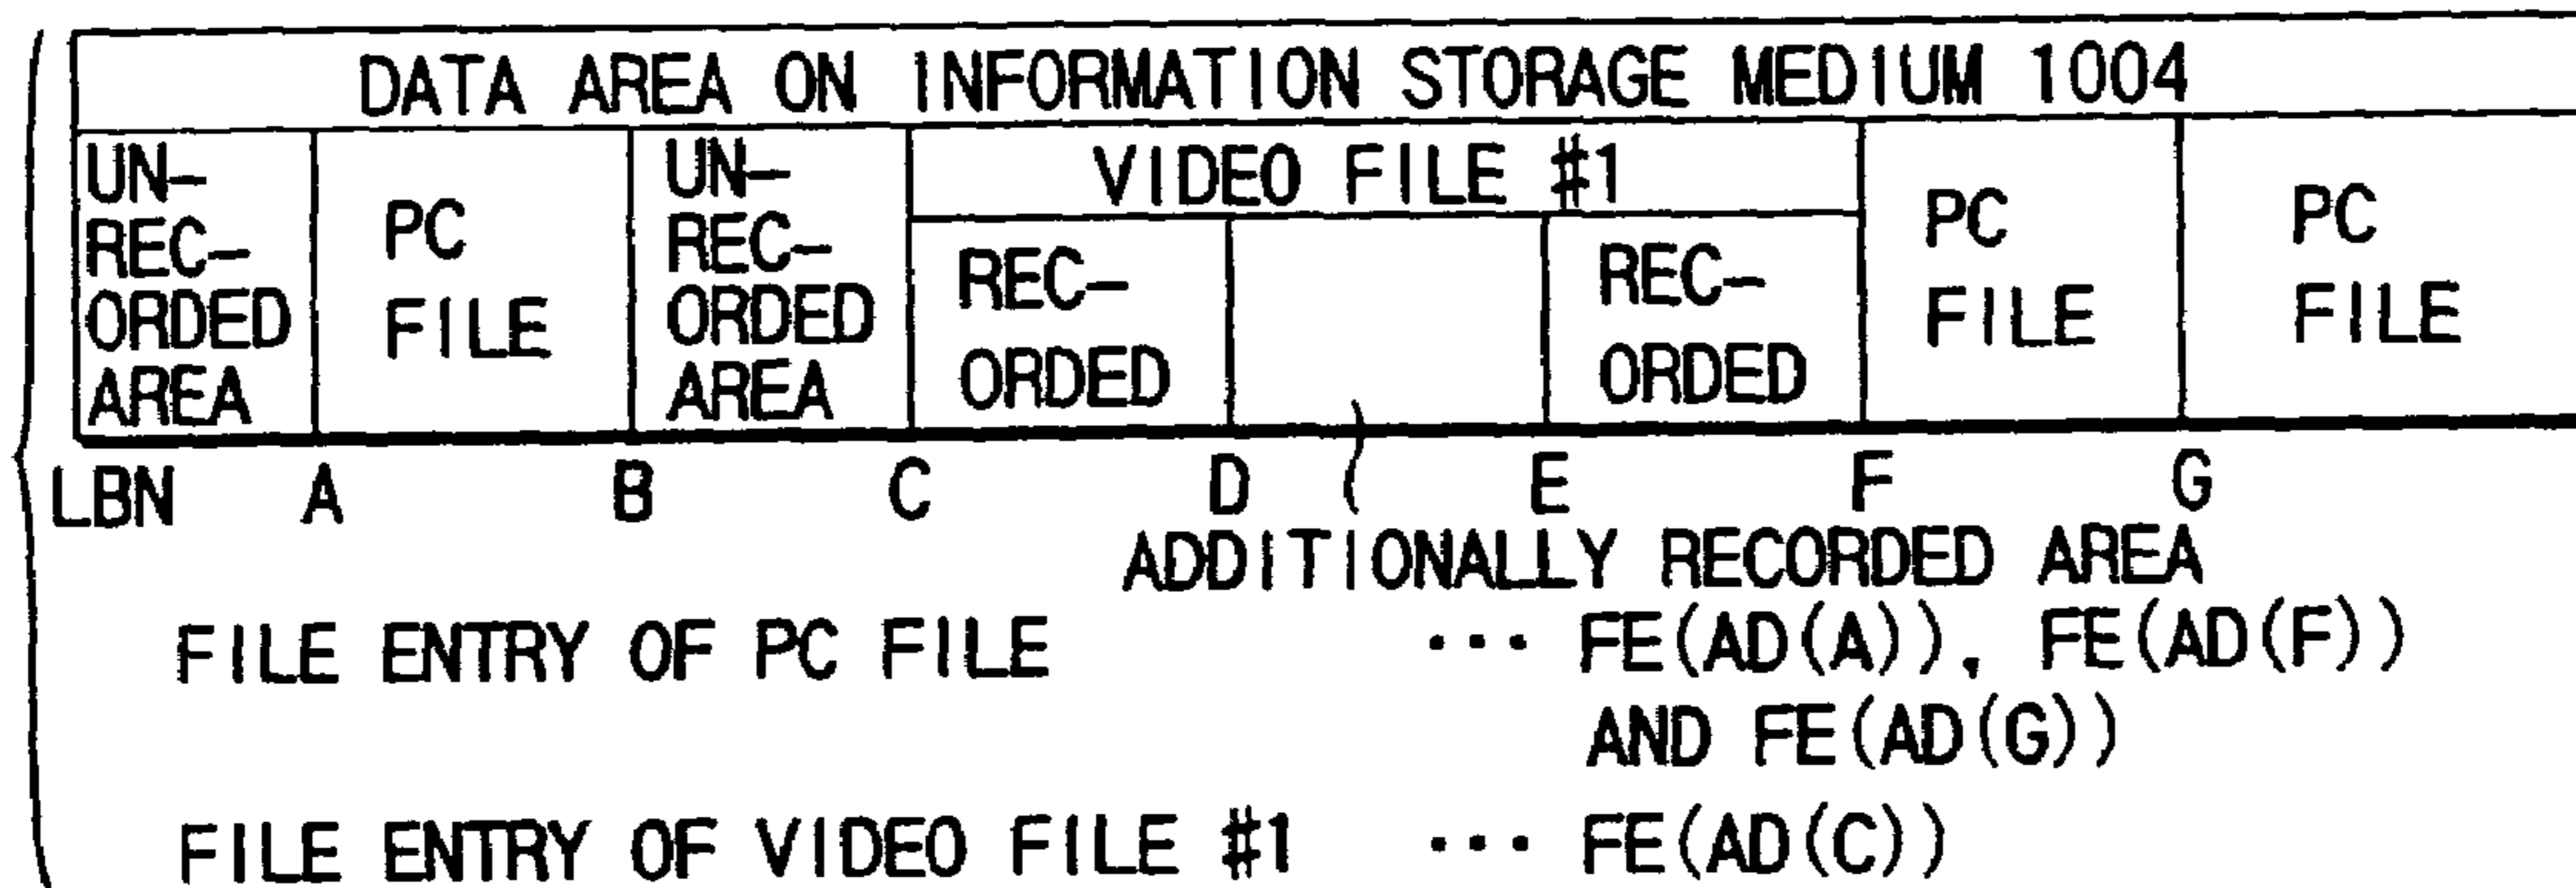 DATA AREA ON INFORMATION STORAGE MEDIUM 1004
UN-
REC-
ORDED
AREA
PC
FILE
UN-
REC-
ORDED
AREA
VIDEO FILE #1
REC-
ORDED
REC-
ORDED
PC
FILE
PC
FILE
LBN A B C D E F G
ADDITIONALLY RECORDED AREA
FILE ENTRY OF PC FILE ··· FE(AD(A)), FE(AD(F))
AND FE(AD(G))
FILE ENTRY OF VIDEO FILE #1 ··· FE(AD(C))